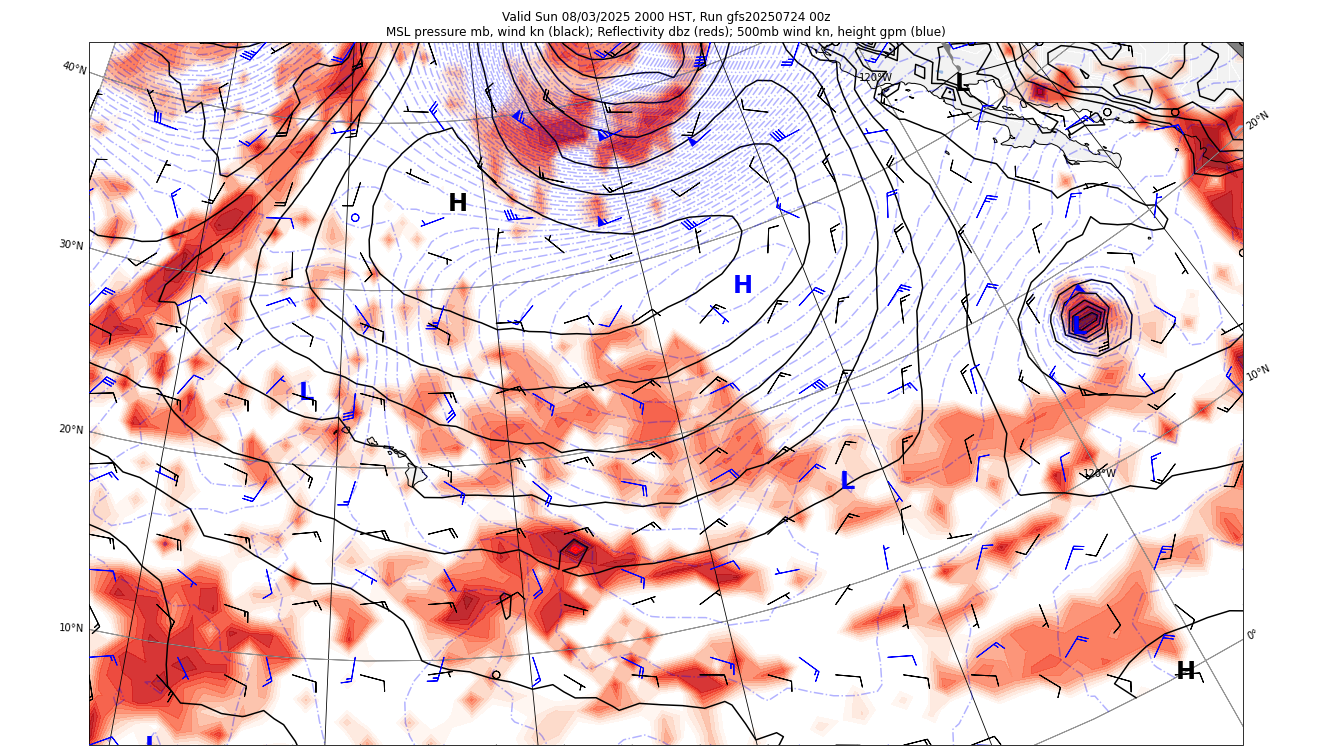 Valid Sun 08/03/2025 2000 HST, Run gfs20250724 00z
MSL pressure mb, wind kn (black); Reflectivity dbz (reds); 500mb wind kn, height gpm (blue)
40°N
120°W
L
20°N
H
30°N
H
L
10°N
L
20°N
L
120°W
10°N
0°
H
L